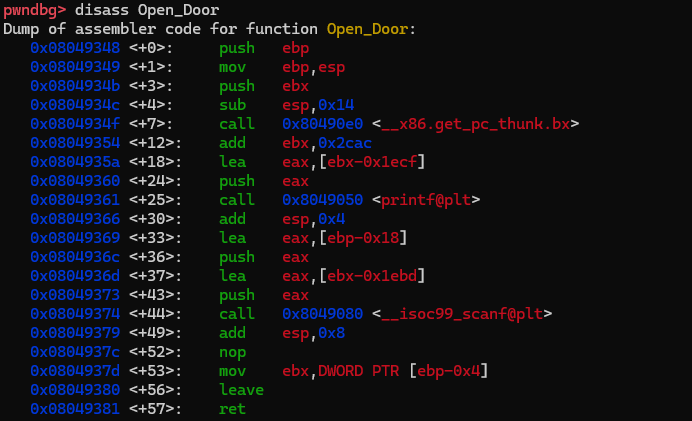 pwndbg> disass Open_Door
Dump of assembler code for function Open_Door:
   0x08049348 <+0>:     push   ebp
   0x08049349 <+1>:     mov    ebp,esp
   0x0804934b <+3>:     push   ebx
   0x0804934c <+4>:     sub    esp,0x14
   0x0804934f <+7>:     call   0x80490e0 <__x86.get_pc_thunk.bx>
   0x08049354 <+12>:    add    ebx,0x2cac
   0x0804935a <+18>:    lea    eax,[ebx-0x1ecf]
   0x08049360 <+24>:    push   eax
   0x08049361 <+25>:    call   0x8049050 <printf@plt>
   0x08049366 <+30>:    add    esp,0x4
   0x08049369 <+33>:    lea    eax,[ebp-0x18]
   0x0804936c <+36>:    push   eax
   0x0804936d <+37>:    lea    eax,[ebx-0x1ebd]
   0x08049373 <+43>:    push   eax
   0x08049374 <+44>:    call   0x8049080 <__isoc99_scanf@plt>
   0x08049379 <+49>:    add    esp,0x8
   0x0804937c <+52>:    nop
   0x0804937d <+53>:    mov    ebx,DWORD PTR [ebp-0x4]
   0x08049380 <+56>:    leave
   0x08049381 <+57>:    ret